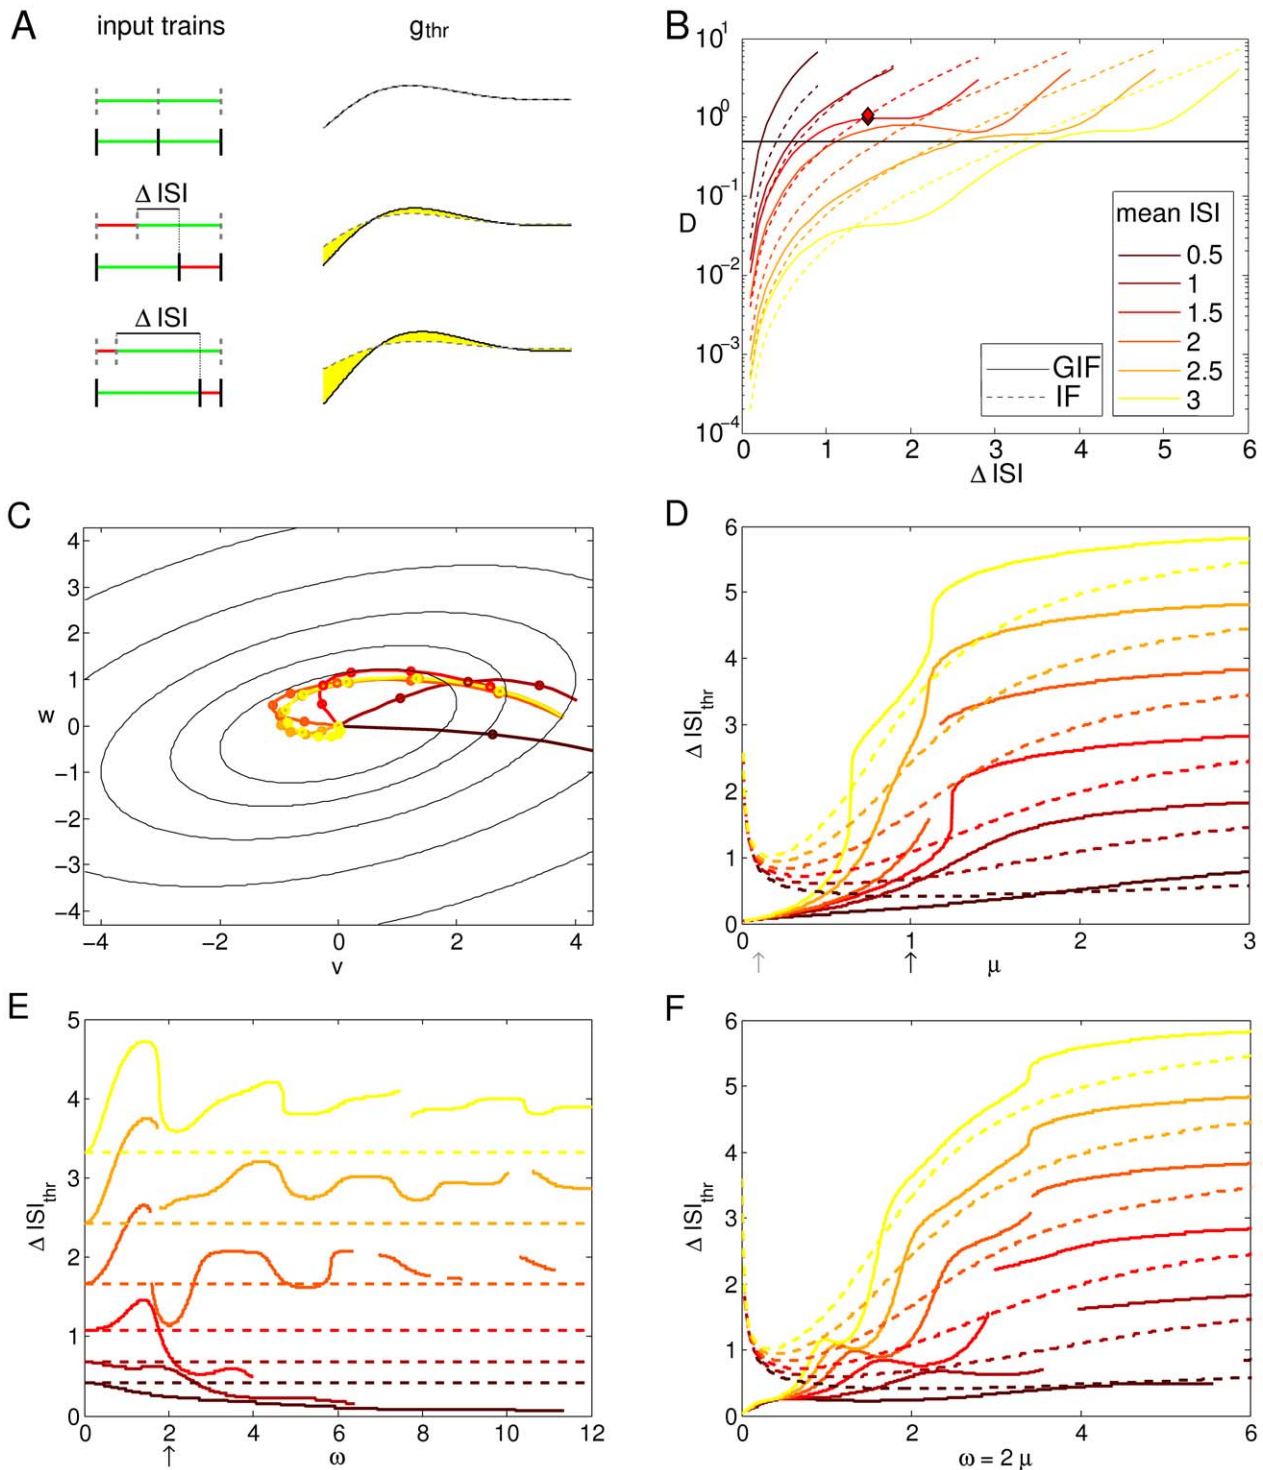 A
input trains
g_thr
Δ ISI
Δ ISI
B
10^1
10^0
10^−1
10^−2
10^−3
10^−4
D
0 1 2 3 4 5 6
Δ ISI
mean ISI
0.5
1
1.5
2
2.5
3
GIF
IF
C
w
4
3
2
1
0
−1
−2
−3
−4
−4 −2 0 2 4
v
D
6
5
4
3
2
1
0
Δ ISI_thr
0 1 2 3
↑ ↑ μ
E
5
4
3
2
1
0
Δ ISI_thr
0 2 4 6 8 10 12
↑ ω
F
6
5
4
3
2
1
0
Δ ISI_thr
0 2 4 6
ω = 2 μ